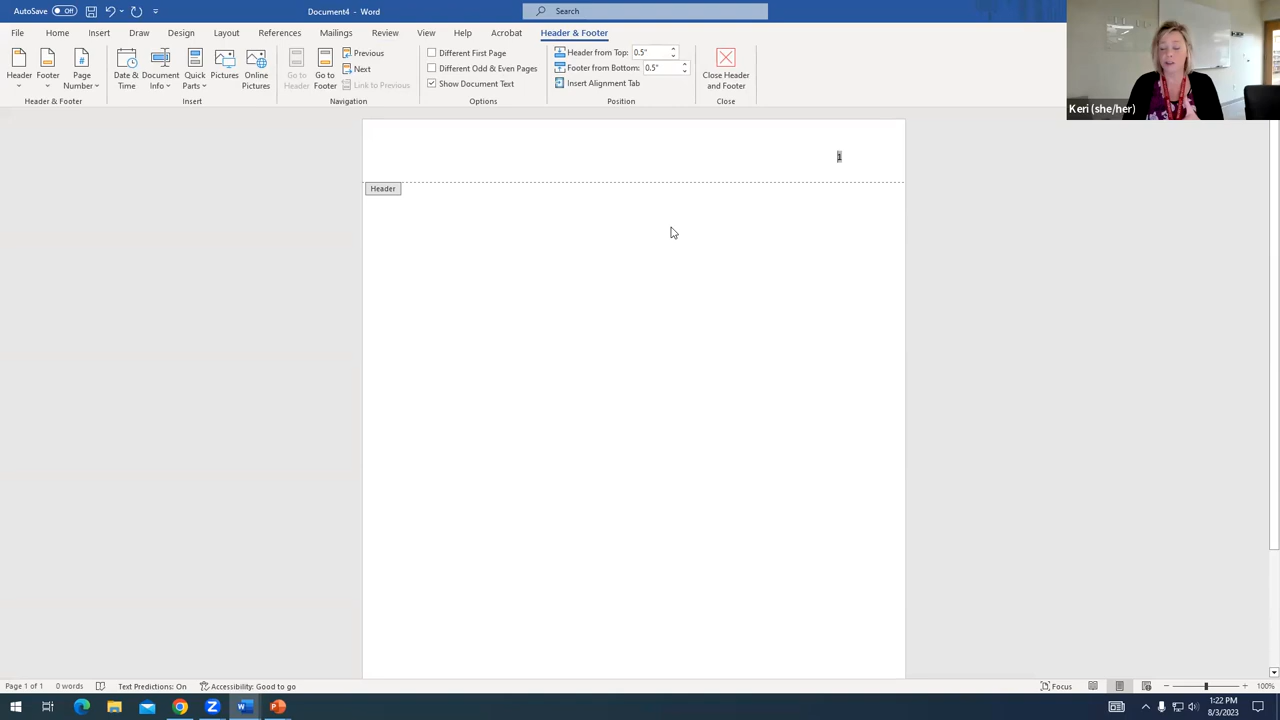 AutoSave Off
Document4 - Word
Search
File Home Insert Draw Design Layout References Mailings Review View Help Acrobat Header & Footer
Header Footer Page Number
Header & Footer
Date & Time Document Info Quick Parts Pictures Online Pictures
Insert
Go to Header Go to Footer Previous Next Link to Previous
Navigation
Different First Page
Different Odd & Even Pages
Show Document Text
Options
Header from Top: 0.5"
Footer from Bottom: 0.5"
Insert Alignment Tab
Position
Close Header and Footer
Close
Keri (she/her)
1
Header
Page 1 of 1 0 words Text Predictions: On Accessibility: Good to go Focus 100%
1:22 PM
8/3/2023